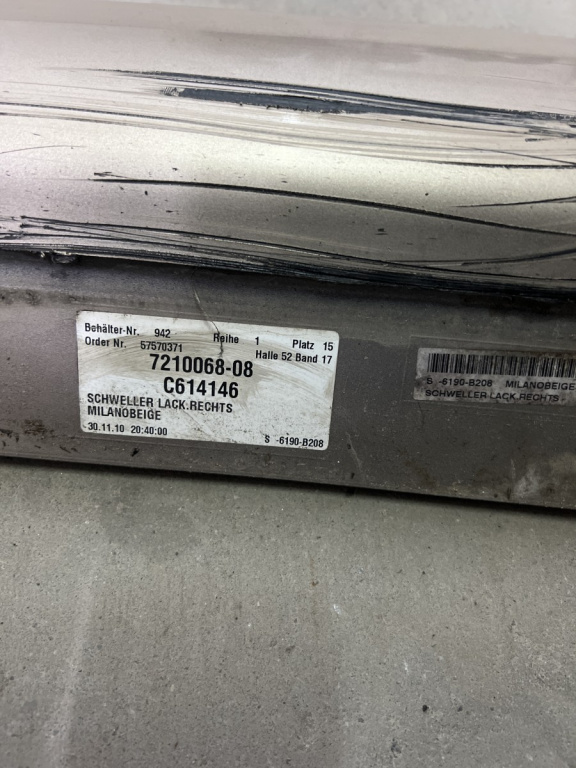 Behälter-Nr. 942 Reihe 1 Platz 15
Order Nr. 57570371 Halle 52 Band 17
7210068-08
C614146
SCHWELLER LACK.RECHTS
MILANOBEIGE
30.11.10 20:40:00 S -6190-B208
S -6190-B208 MILANOBEIGE
SCHWELLER LACK.RECHTS